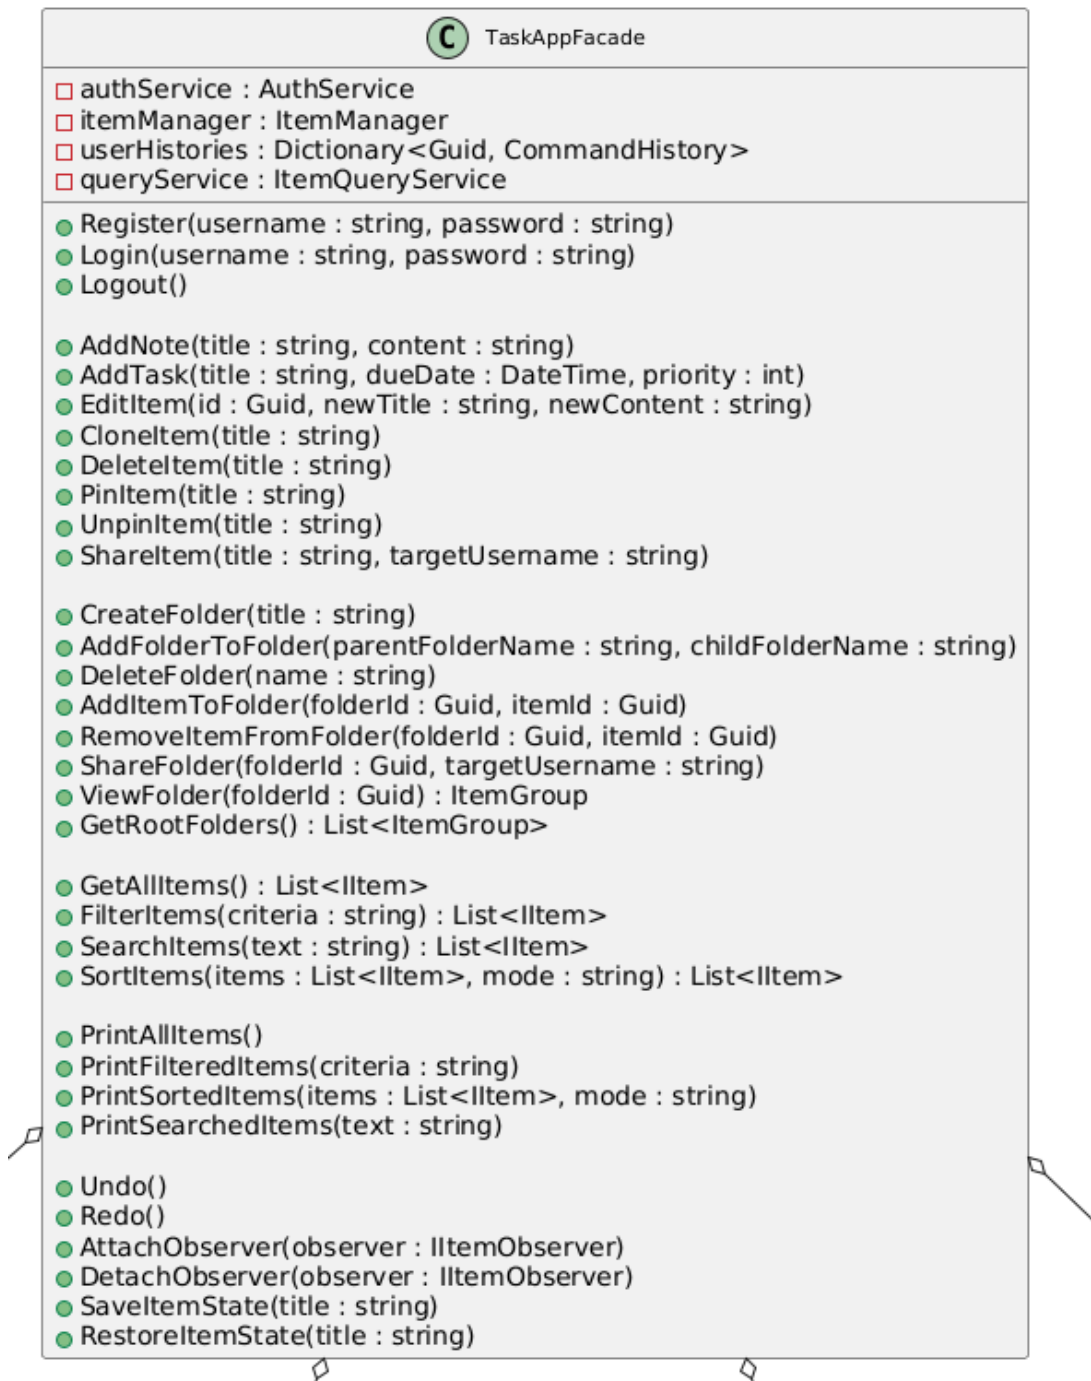 C TaskAppFacade
authService : AuthService
itemManager : ItemManager
userHistories : Dictionary<Guid, CommandHistory>
queryService : ItemQueryService
Register(username : string, password : string)
Login(username : string, password : string)
Logout()
AddNote(title : string, content : string)
AddTask(title : string, dueDate : DateTime, priority : int)
EditItem(id : Guid, newTitle : string, newContent : string)
CloneItem(title : string)
DeleteItem(title : string)
PinItem(title : string)
UnpinItem(title : string)
ShareItem(title : string, targetUsername : string)
CreateFolder(title : string)
AddFolderToFolder(parentFolderName : string, childFolderName : string)
DeleteFolder(name : string)
AddItemToFolder(folderId : Guid, itemId : Guid)
RemoveItemFromFolder(folderId : Guid, itemId : Guid)
ShareFolder(folderId : Guid, targetUsername : string)
ViewFolder(folderId : Guid) : ItemGroup
GetRootFolders() : List<ItemGroup>
GetAllItems() : List<IItem>
FilterItems(criteria : string) : List<IItem>
SearchItems(text : string) : List<IItem>
SortItems(items : List<IItem>, mode : string) : List<IItem>
PrintAllItems()
PrintFilteredItems(criteria : string)
PrintSortedItems(items : List<IItem>, mode : string)
PrintSearchedItems(text : string)
Undo()
Redo()
AttachObserver(observer : IItemObserver)
DetachObserver(observer : IItemObserver)
SaveItemState(title : string)
RestoreItemState(title : string)